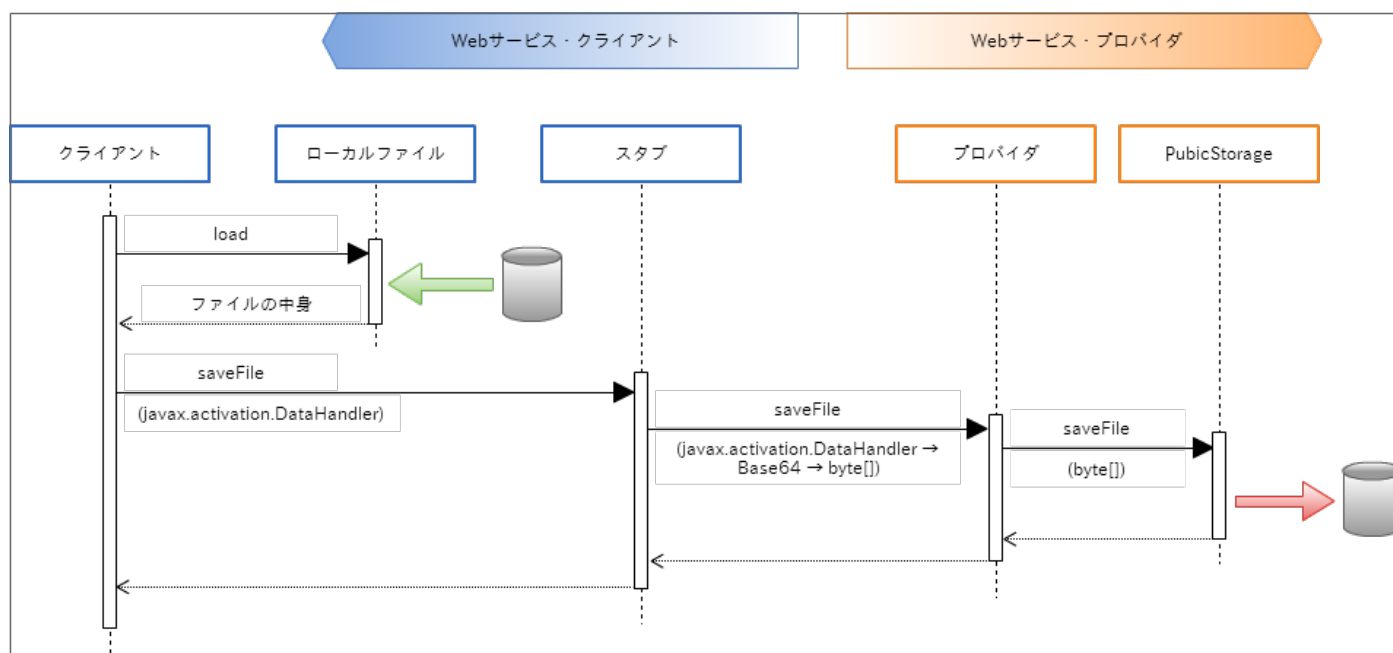 Webサービス・クライアント
Webサービス・プロバイダ
クライアント
ローカルファイル
スタブ
プロバイダ
PubicStorage
load
ファイルの中身
saveFile
(javax.activation.DataHandler)
saveFile
(javax.activation.DataHandler →
Base64 → byte[])
saveFile
(byte[])